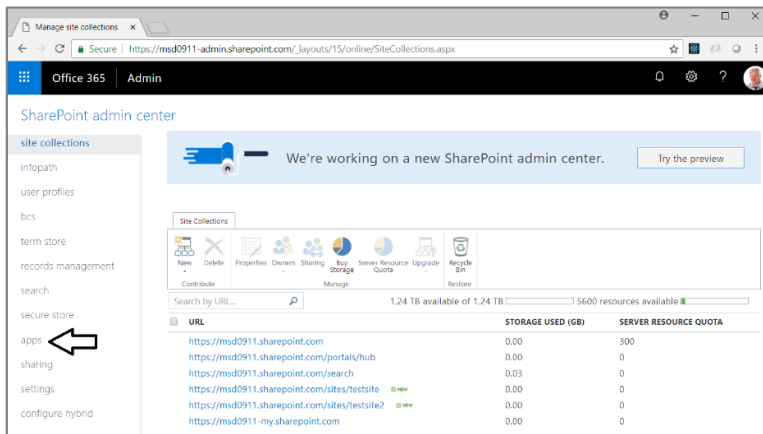 Manage site collections
Secure https://msd0911-admin.sharepoint.com/_layouts/15/online/SiteCollections.aspx
Office 365 Admin
SharePoint admin center
site collections
infopath
user profiles
bcs
term store
records management
search
secure store
apps
sharing
settings
configure hybrid
We're working on a new SharePoint admin center. Try the preview
Site Collections
New Delete Properties Owners Sharing Buy Storage Server Resource Quota Upgrade Recycle Bin
Contribute Manage Restore
Search by URL... 1.24 TB available of 1.24 TB 5600 resources available
URL STORAGE USED (GB) SERVER RESOURCE QUOTA
https://msd0911.sharepoint.com 0.00 300
https://msd0911.sharepoint.com/portals/hub 0.00 0
https://msd0911.sharepoint.com/search 0.03 0
https://msd0911.sharepoint.com/sites/testsite NEW 0.00 0
https://msd0911.sharepoint.com/sites/testsite2 NEW 0.00 0
https://msd0911-my.sharepoint.com 0.00 0